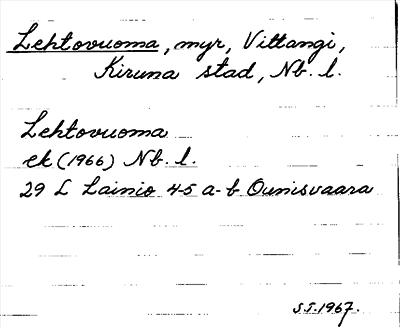 Lehtovuoma, myr, Vittangi,
Kiruna stad, Nb. l.
Lehtovuoma
ek (1966) Nb. l.
29 L Lainio 4-5 a-b Ounisvaara
S.S. 1967.